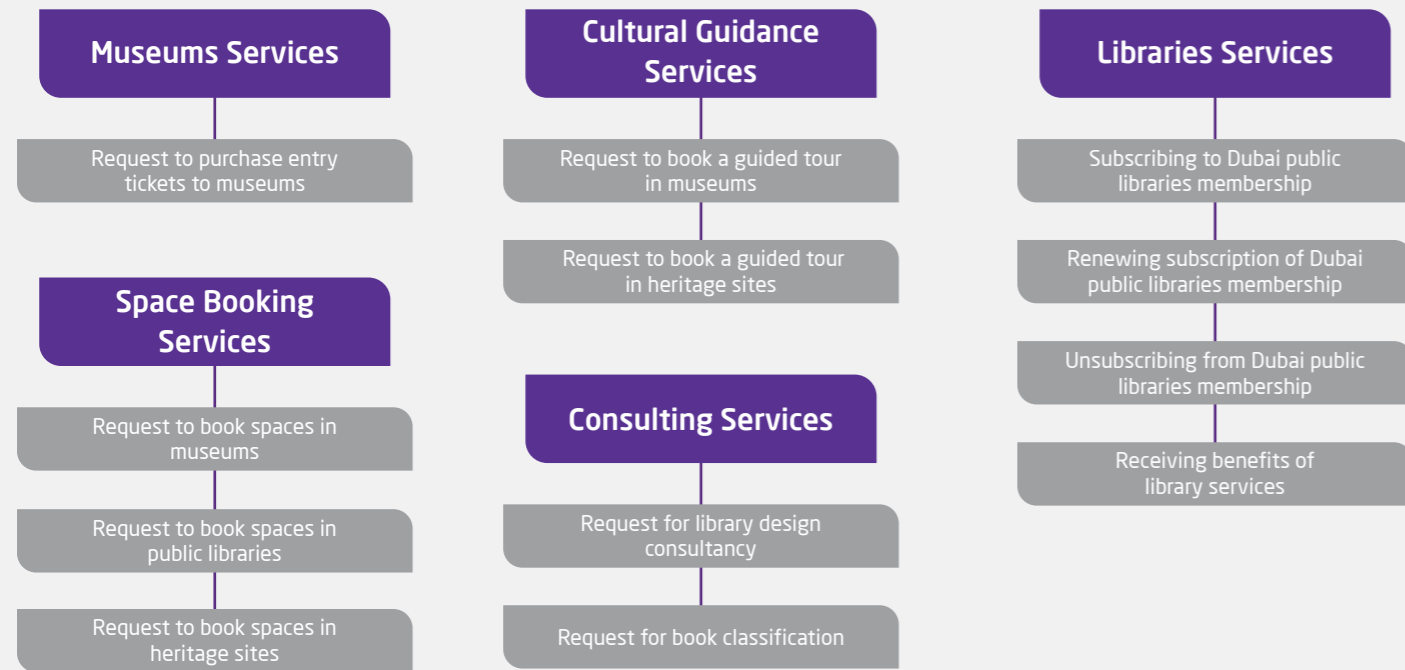 Museums Services
Request to purchase entry
tickets to museums
Space Booking
Services
Request to book spaces in
museums
Request to book spaces in
public libraries
Request to book spaces in
heritage sites
Cultural Guidance
Services
Request to book a guided tour
in museums
Request to book a guided tour
in heritage sites
Consulting Services
Request for library design
consultancy
Request for book classification
Libraries Services
Subscribing to Dubai public
libraries membership
Renewing subscription of Dubai
public libraries membership
Unsubscribing from Dubai public
libraries membership
Receiving benefits of
library services